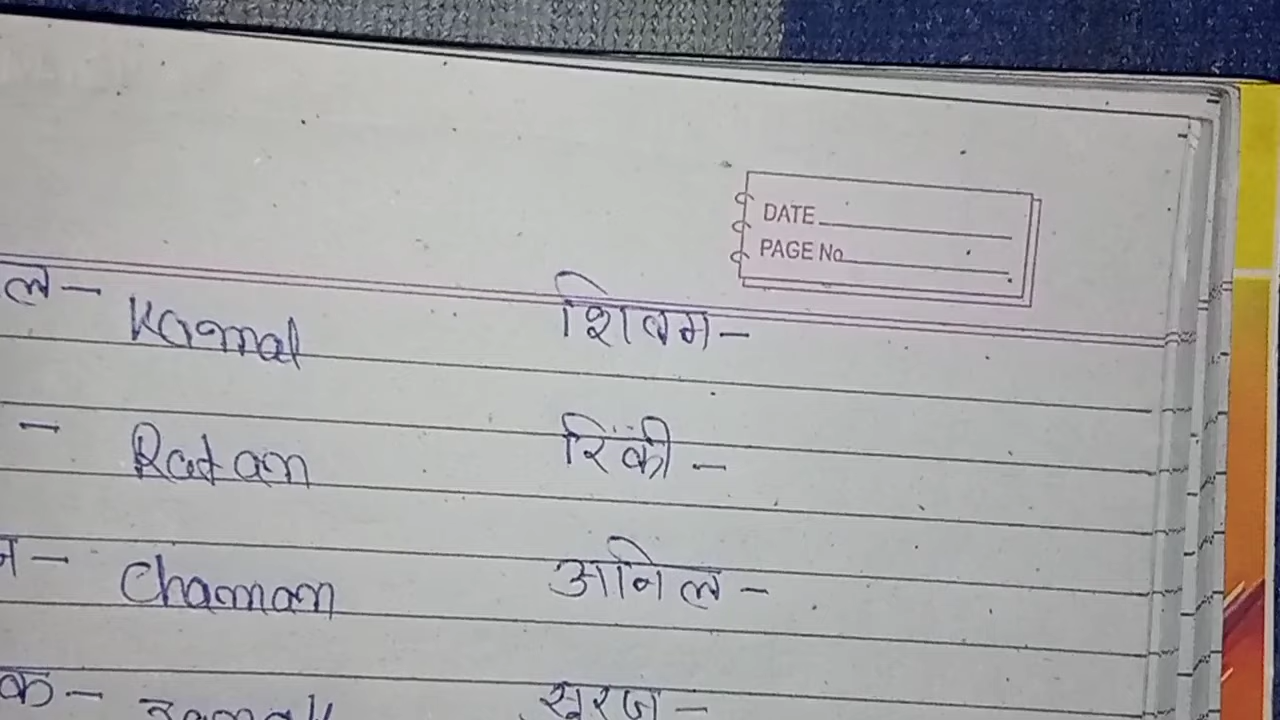 DATE
PAGE No
ल- Kamal शिवम-
- Ratan रिंकी -
न- Chaman अनिल -
क- सूरज -